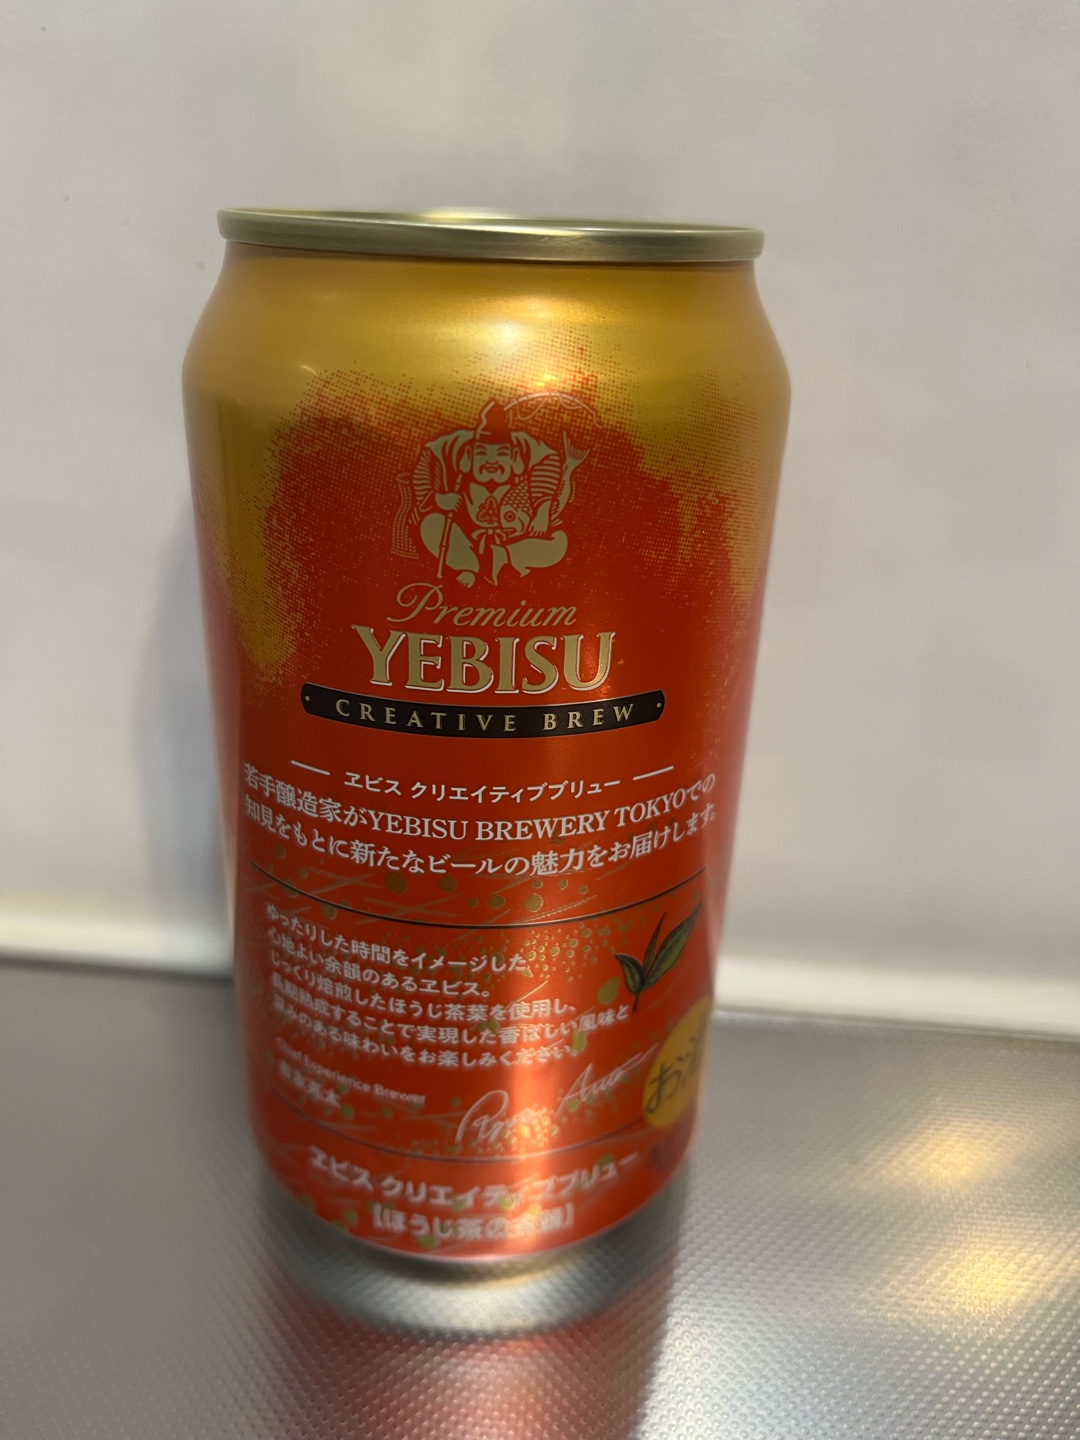 Premium
YEBISU
CREATIVE BREW
ヱビス クリエイティブブリュー
若手醸造家がYEBISU BREWERY TOKYOでの
知見をもとに新たなビールの魅力をお届けします。
ゆったりした時間をイメージした、
心地よい余韻のあるヱビス。
じっくり焙煎したほうじ茶葉を使用し、
長期熟成することで実現した香ばしい風味と
深みのある味わいをお楽しみください。
Chief Experience Brewer
お酒
ヱビス クリエイティブブリュー
【ほうじ茶の余韻】